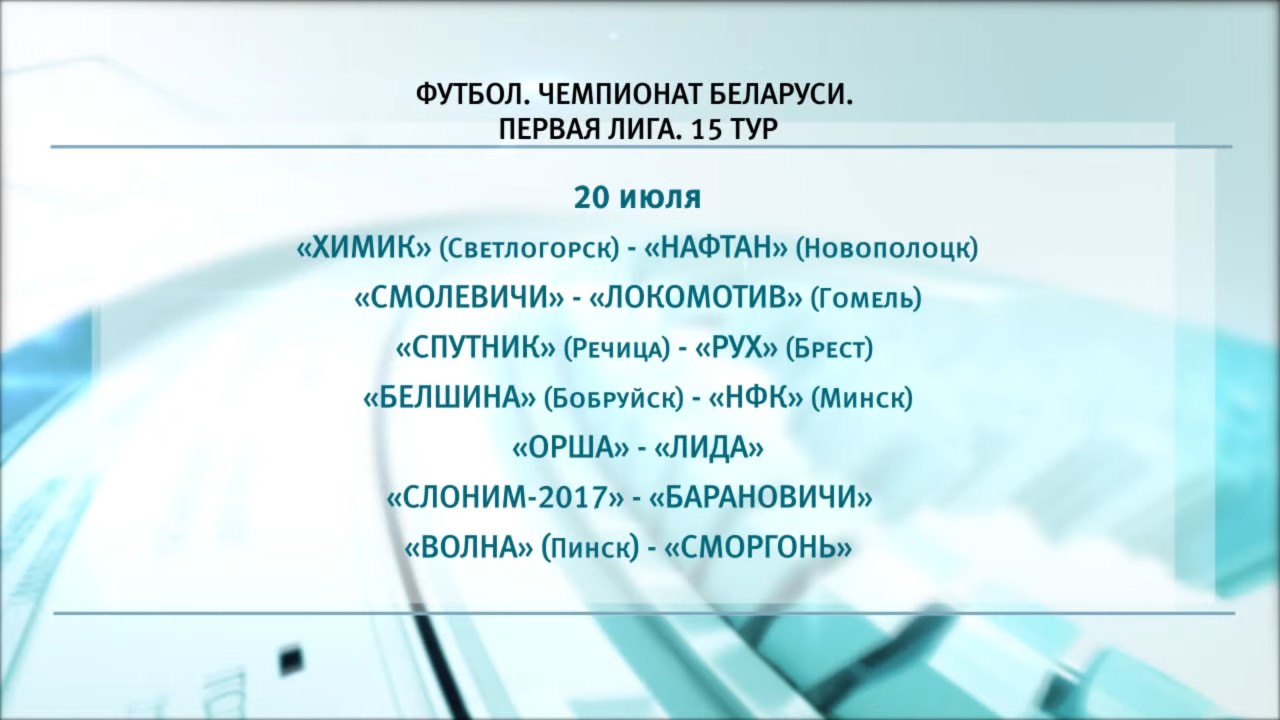 ФУТБОЛ. ЧЕМПИОНАТ БЕЛАРУСИ.
ПЕРВАЯ ЛИГА. 15 ТУР
20 июля
«ХИМИК» (Светлогорск) - «НАФТАН» (Новополоцк)
«СМОЛЕВИЧИ» - «ЛОКОМОТИВ» (Гомель)
«СПУТНИК» (Речица) - «РУХ» (Брест)
«БЕЛШИНА» (Бобруйск) - «НФК» (Минск)
«ОРША» - «ЛИДА»
«СЛОНИМ-2017» - «БАРАНОВИЧИ»
«ВОЛНА» (Пинск) - «СМОРГОНЬ»